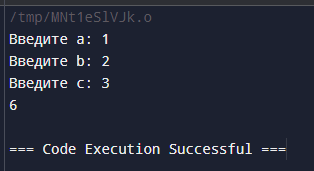 /tmp/MNt1eSlVJk.o
Введите a: 1
Введите b: 2
Введите c: 3
6
=== Code Execution Successful ===